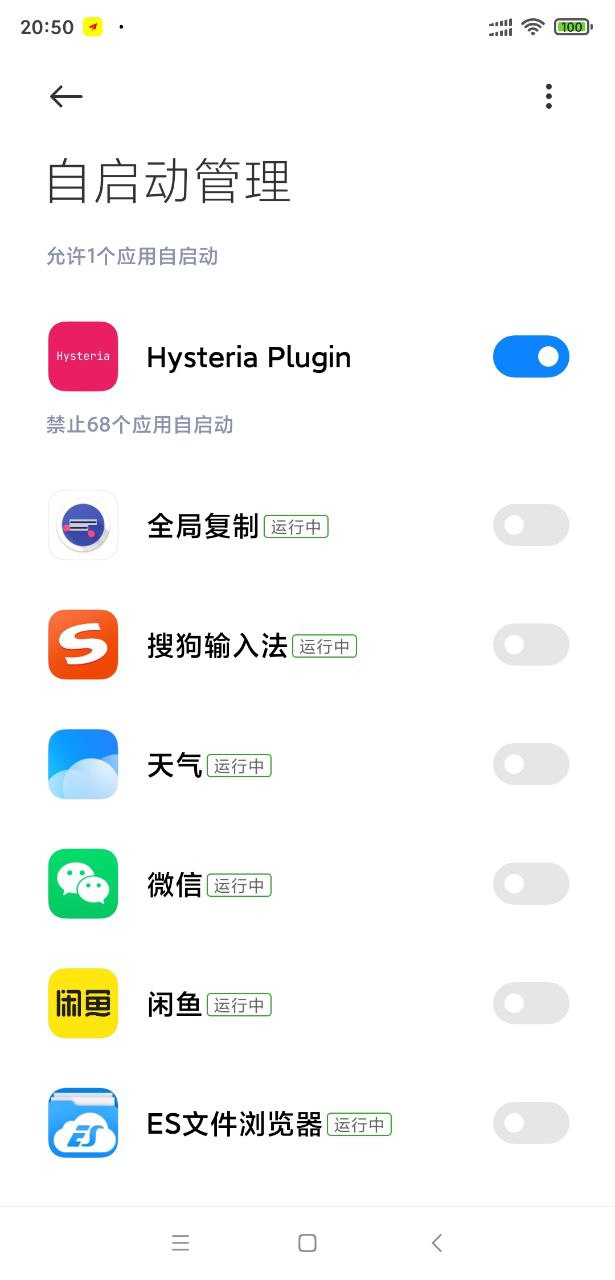 20:50
100
自启动管理
允许1个应用自启动
Hysteria
Hysteria Plugin
禁止68个应用自启动
全局复制 运行中
搜狗输入法 运行中
天气 运行中
微信 运行中
闲鱼
闲鱼 运行中
ES
ES文件浏览器 运行中